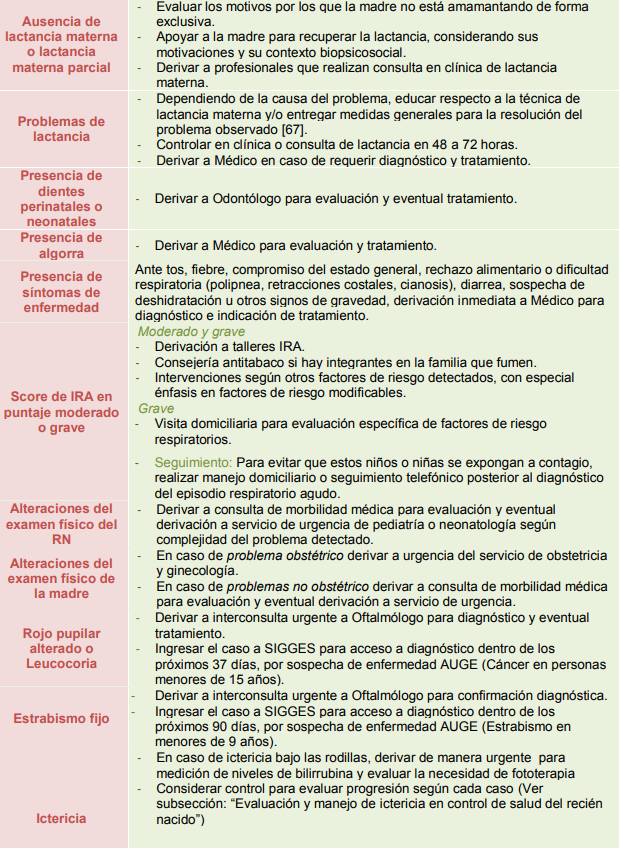 Ausencia de
lactancia materna
o lactancia
materna parcial
- Evaluar los motivos por los que la madre no está amamantando de forma
exclusiva.
- Apoyar a la madre para recuperar la lactancia, considerando sus
motivaciones y su contexto biopsicosocial.
- Derivar a profesionales que realizan consulta en clínica de lactancia
materna.
Problemas de
lactancia
- Dependiendo de la causa del problema, educar respecto a la técnica de
lactancia materna y/o entregar medidas generales para la resolución del
problema observado [67].
- Controlar en clínica o consulta de lactancia en 48 a 72 horas.
- Derivar a Médico en caso de requerir diagnóstico y tratamiento.
Presencia de
dientes
perinatales o
neonatales
- Derivar a Odontólogo para evaluación y eventual tratamiento.
Presencia de
algorra
- Derivar a Médico para evaluación y tratamiento.
Presencia de
síntomas de
enfermedad
Ante tos, fiebre, compromiso del estado general, rechazo alimentario o dificultad
respiratoria (polipnea, retracciones costales, cianosis), diarrea, sospecha de
deshidratación u otros signos de gravedad, derivación inmediata a Médico para
diagnóstico e indicación de tratamiento.
Score de IRA en
puntaje moderado
o grave
Moderado y grave
- Derivación a talleres IRA.
- Consejería antitabaco si hay integrantes en la familia que fumen.
- Intervenciones según otros factores de riesgo detectados, con especial
énfasis en factores de riesgo modificables.
Grave
- Visita domiciliaria para evaluación específica de factores de riesgo
respiratorios.
- Seguimiento: Para evitar que estos niños o niñas se expongan a contagio,
realizar manejo domiciliario o seguimiento telefónico posterior al diagnóstico
del episodio respiratorio agudo.
Alteraciones del
examen físico del
RN
- Derivar a consulta de morbilidad médica para evaluación y eventual
derivación a servicio de urgencia de pediatría o neonatología según
complejidad del problema detectado.
Alteraciones del
examen físico de
la madre
- En caso de problema obstétrico derivar a urgencia del servicio de obstetricia
y ginecología.
- En caso de problemas no obstétrico derivar a consulta de morbilidad médica
para evaluación y eventual derivación a servicio de urgencia.
Rojo pupilar
alterado o
Leucocoria
- Derivar a interconsulta urgente a Oftalmólogo para diagnóstico y eventual
tratamiento.
- Ingresar el caso a SIGGES para acceso a diagnóstico dentro de los
próximos 37 días, por sospecha de enfermedad AUGE (Cáncer en personas
menores de 15 años).
Estrabismo fijo
- Derivar a interconsulta urgente a Oftalmólogo para confirmación diagnóstica.
- Ingresar el caso a SIGGES para acceso a diagnóstico dentro de los
próximos 90 días, por sospecha de enfermedad AUGE (Estrabismo en
menores de 9 años).
Ictericia
- En caso de ictericia bajo las rodillas, derivar de manera urgente para
medición de niveles de bilirrubina y evaluar la necesidad de fototerapia
- Considerar control para evaluar progresión según cada caso (Ver
subsección: “Evaluación y manejo de ictericia en control de salud del recién
nacido”)